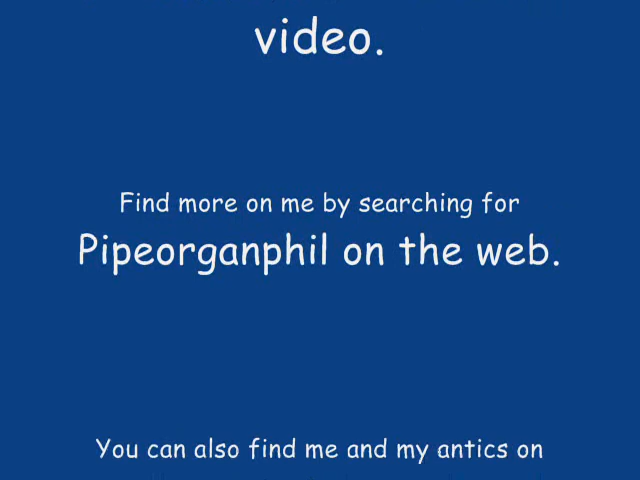 video.
Find more on me by searching for
Pipeorganphil on the web.
You can also find me and my antics on